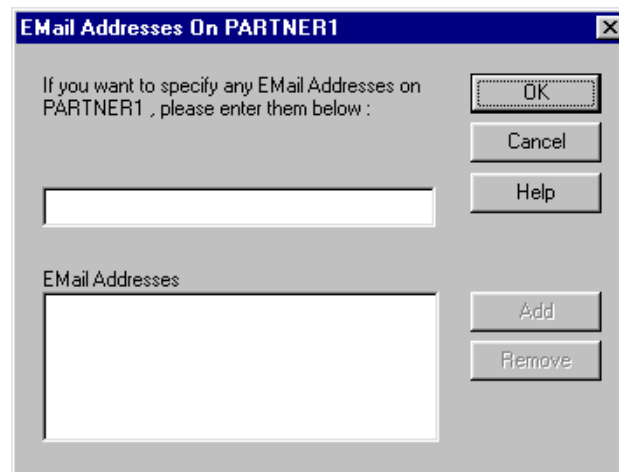 EMail Addresses On PARTNER1
If you want to specify any EMail Addresses on
PARTNER1 , please enter them below :
OK
Cancel
Help
EMail Addresses
Add
Remove